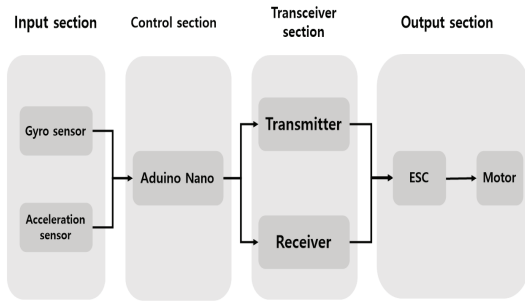 Input section
Control section
Transceiver
section
Output section
Gyro sensor
Acceleration
sensor
Aduino Nano
Transmitter
Receiver
ESC
Motor